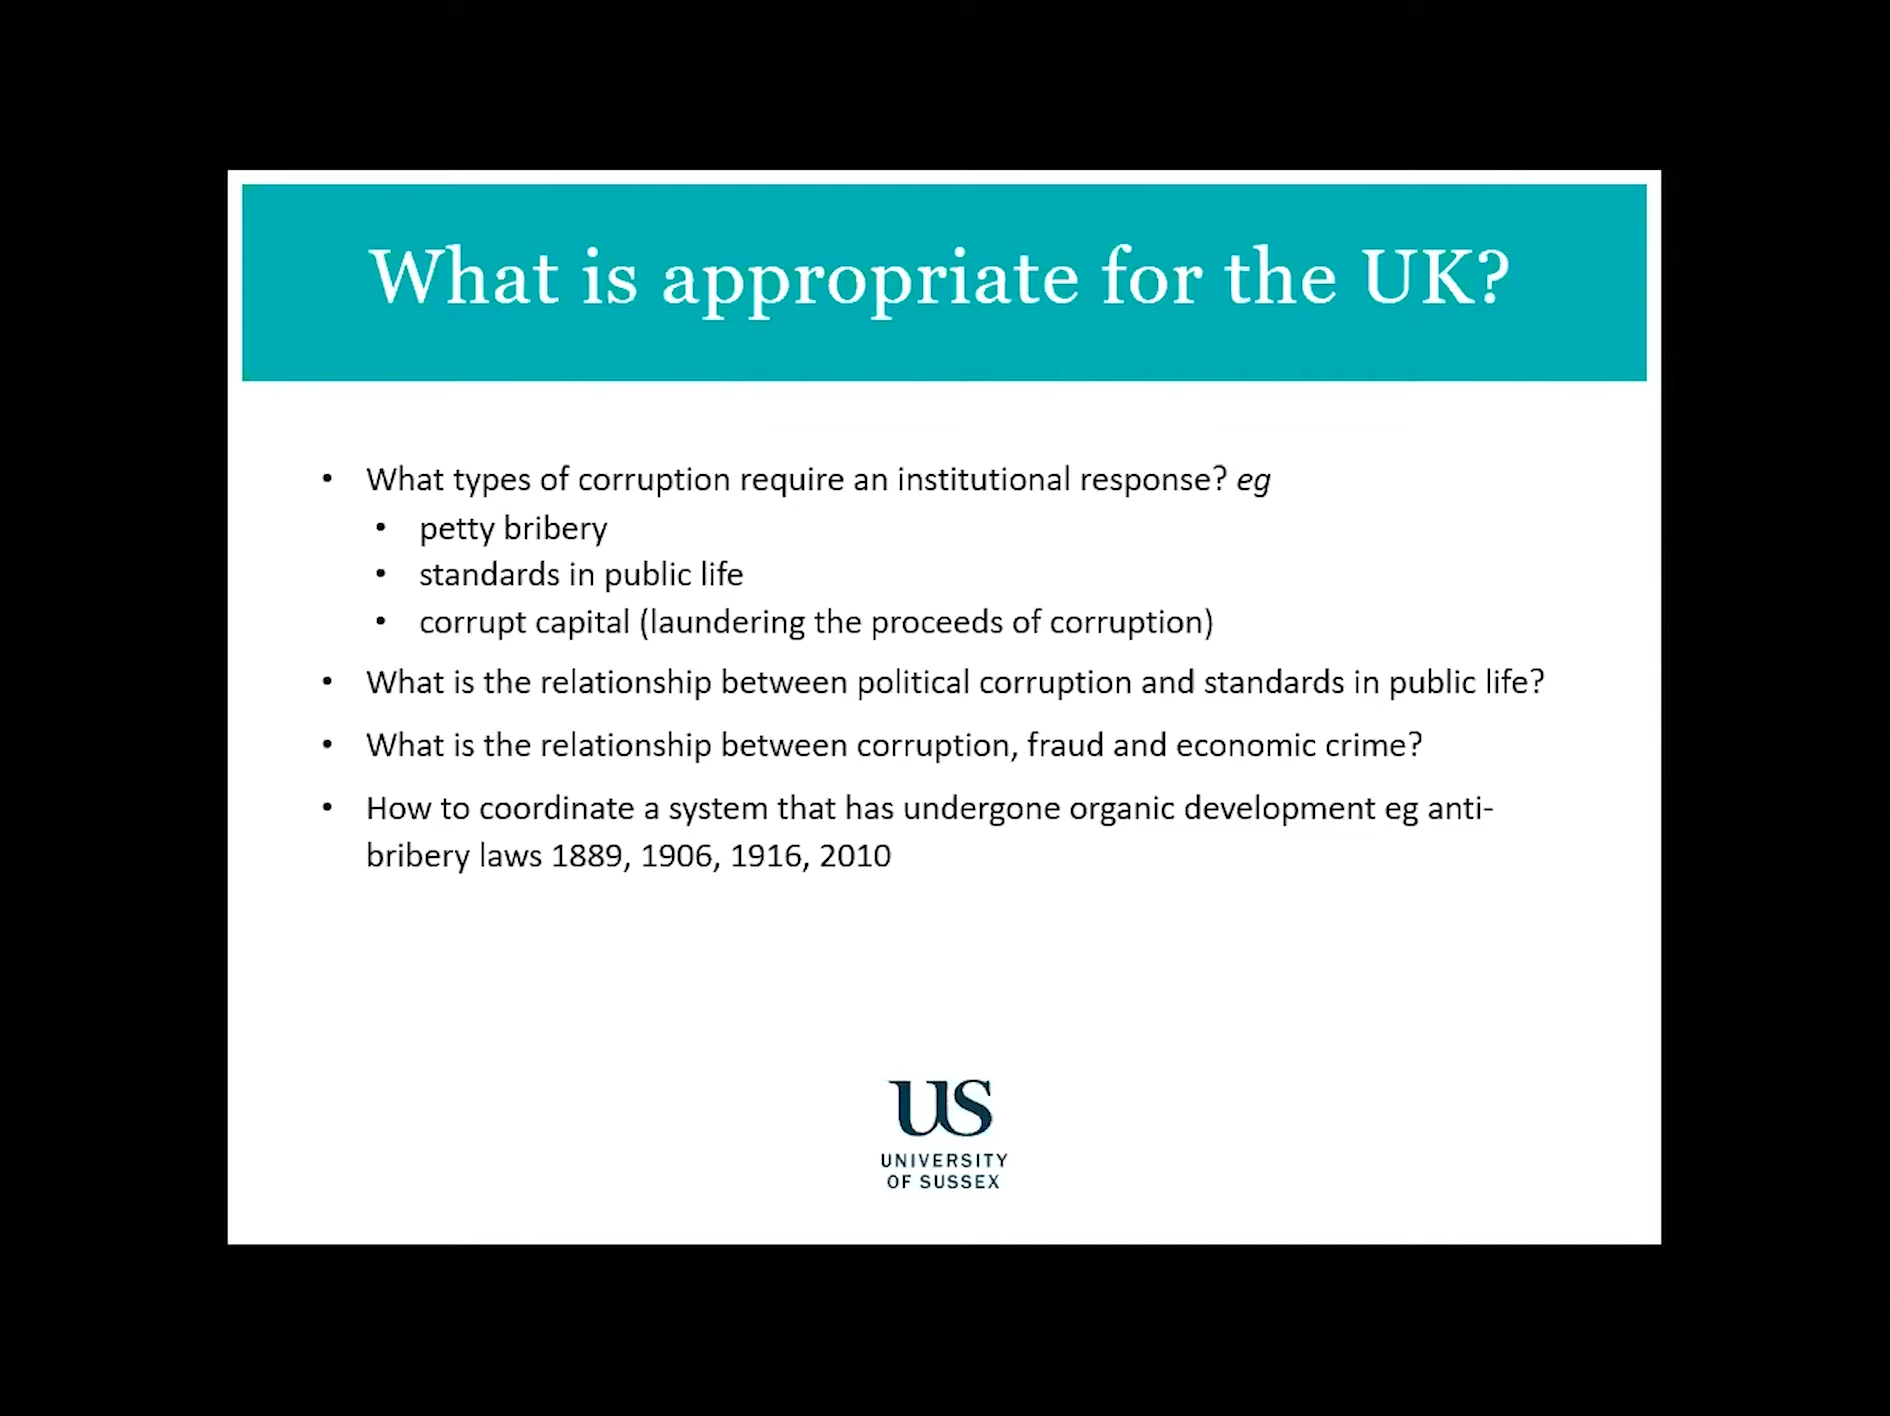 What is appropriate for the UK?
• What types of corruption require an institutional response? eg
• petty bribery
• standards in public life
• corrupt capital (laundering the proceeds of corruption)
• What is the relationship between political corruption and standards in public life?
• What is the relationship between corruption, fraud and economic crime?
• How to coordinate a system that has undergone organic development eg anti-
bribery laws 1889, 1906, 1916, 2010
US
UNIVERSITY
OF SUSSEX